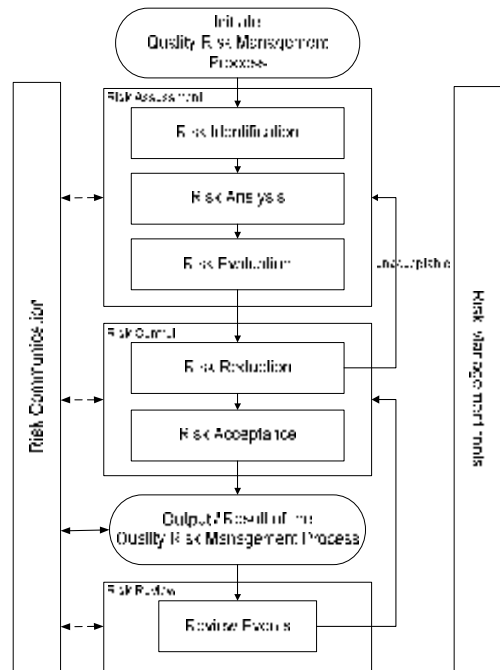 Initiate
Quality Risk Management
Process
Risk Assessment
Risk Identification
Risk Analysis
Risk Evaluation
unacceptable
Risk Control
Risk Reduction
Risk Acceptance
Output / Result of the
Quality Risk Management Process
Risk Review
Review Events
Risk Communication
Risk Management tools